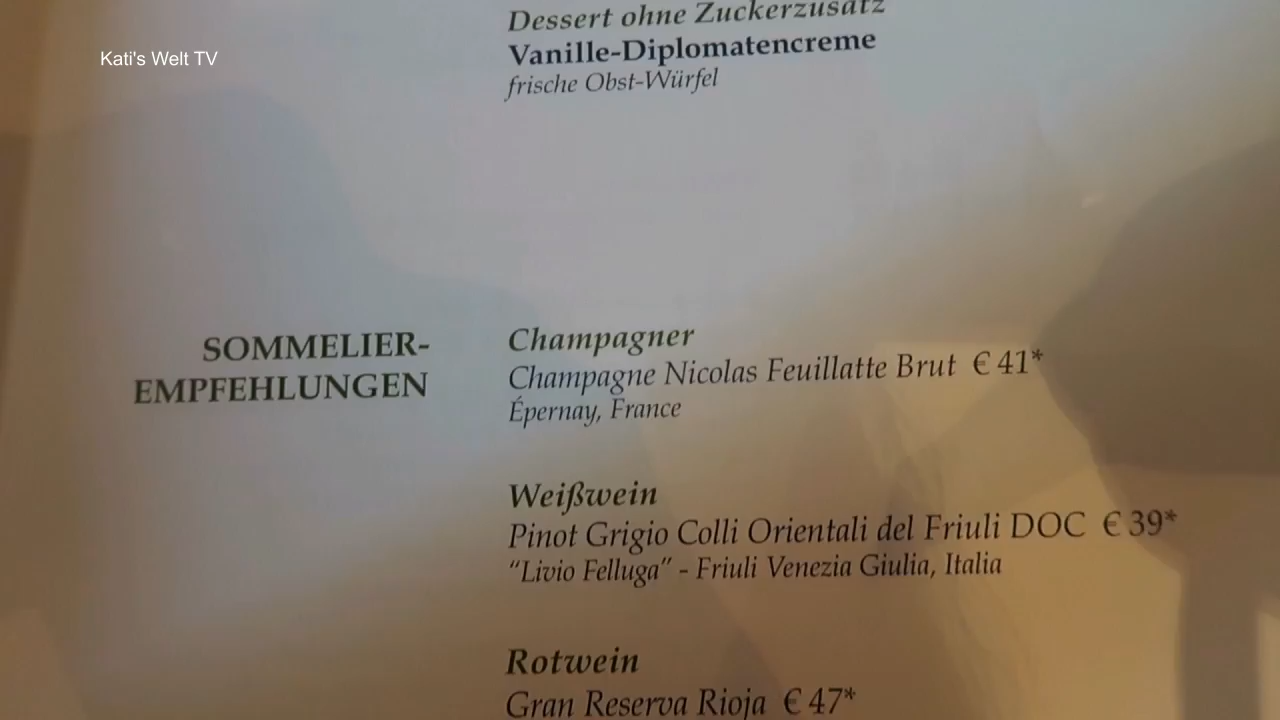 Kati's Welt TV
Dessert ohne Zuckerzusatz
Vanille-Diplomatencreme
frische Obst-Würfel
SOMMELIER-
EMPFEHLUNGEN
Champagner
Champagne Nicolas Feuillatte Brut € 41*
Épernay, France
Weißwein
Pinot Grigio Colli Orientali del Friuli DOC € 39*
“Livio Felluga” - Friuli Venezia Giulia, Italia
Rotwein
Gran Reserva Rioja € 47*